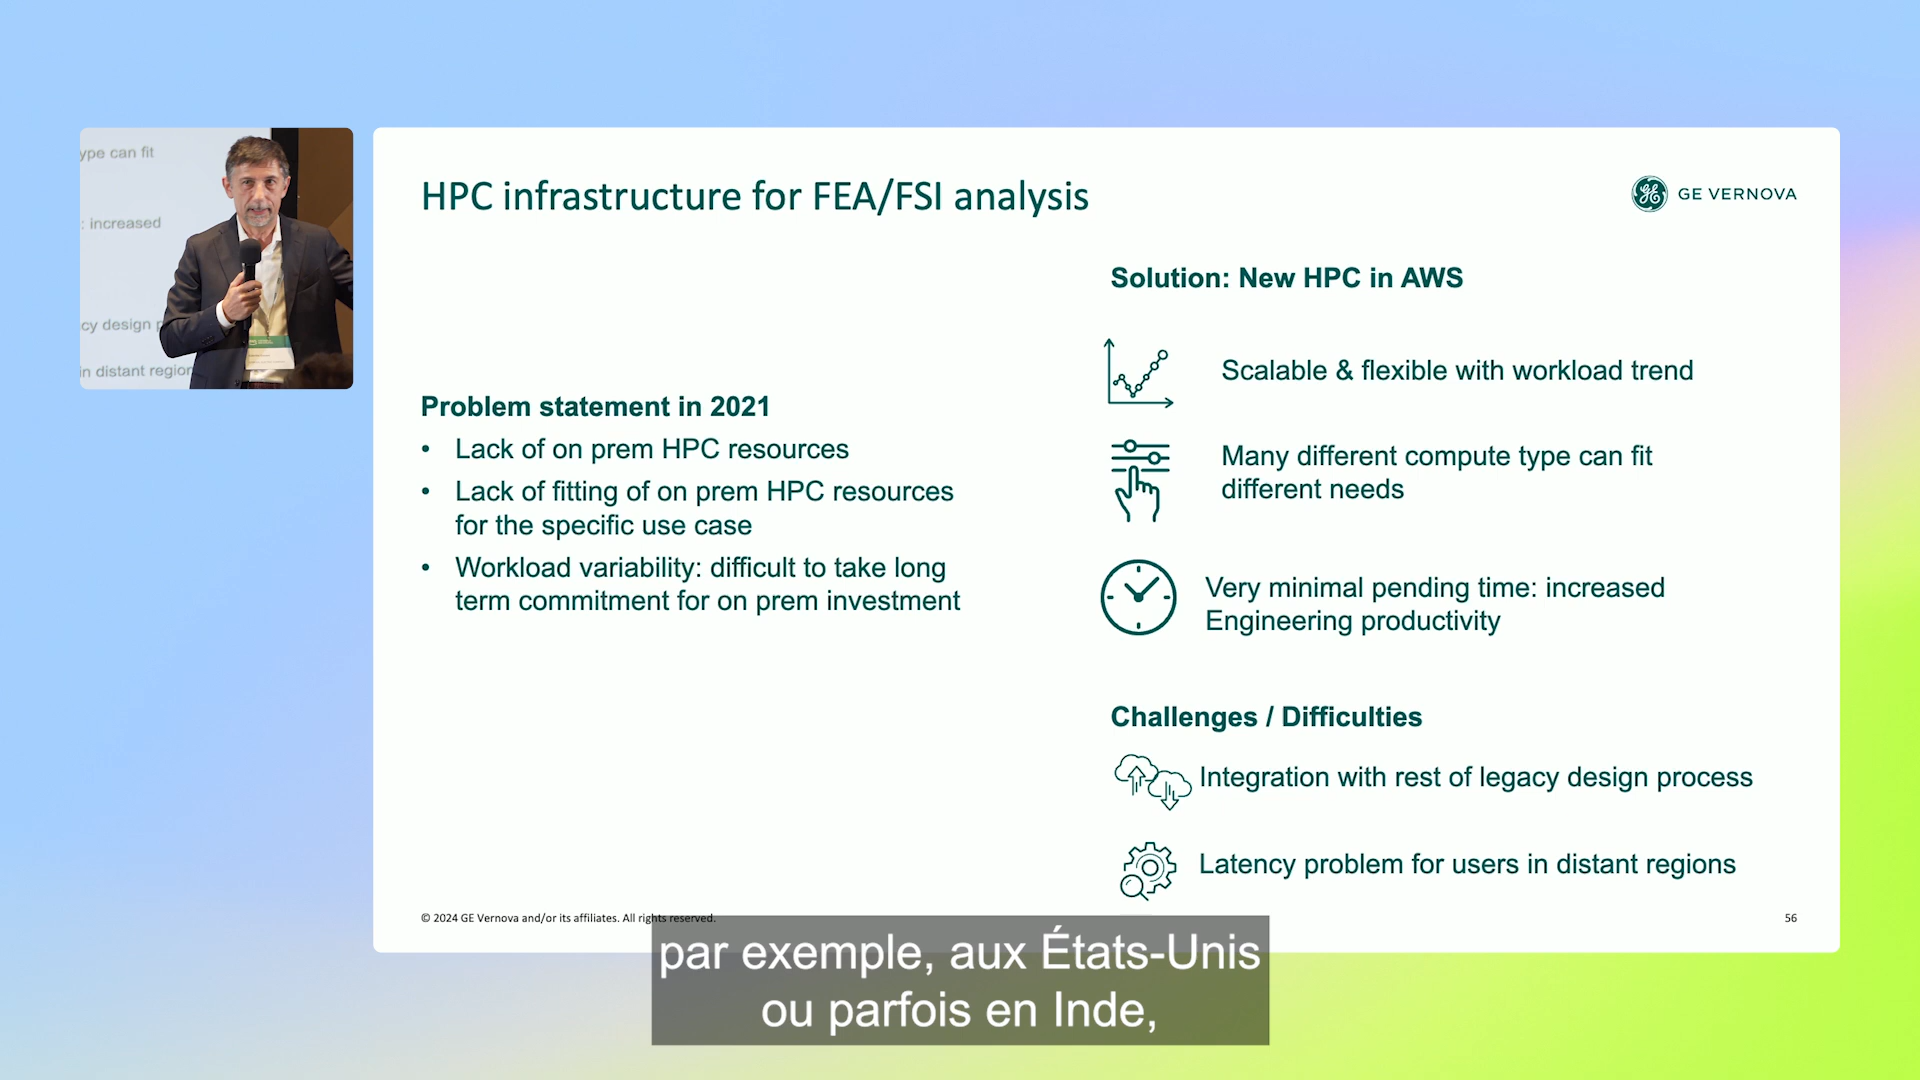 ype can fit
: increased
cy design p
in distant region
HPC infrastructure for FEA/FSI analysis
GE VERNOVA
Problem statement in 2021
• Lack of on prem HPC resources
• Lack of fitting of on prem HPC resources
for the specific use case
• Workload variability: difficult to take long
term commitment for on prem investment
Solution: New HPC in AWS
Scalable & flexible with workload trend
Many different compute type can fit
different needs
Very minimal pending time: increased
Engineering productivity
Challenges / Difficulties
Integration with rest of legacy design process
Latency problem for users in distant regions
© 2024 GE Vernova and/or its affiliates. All rights reserved.
56
par exemple, aux États-Unis
ou parfois en Inde,